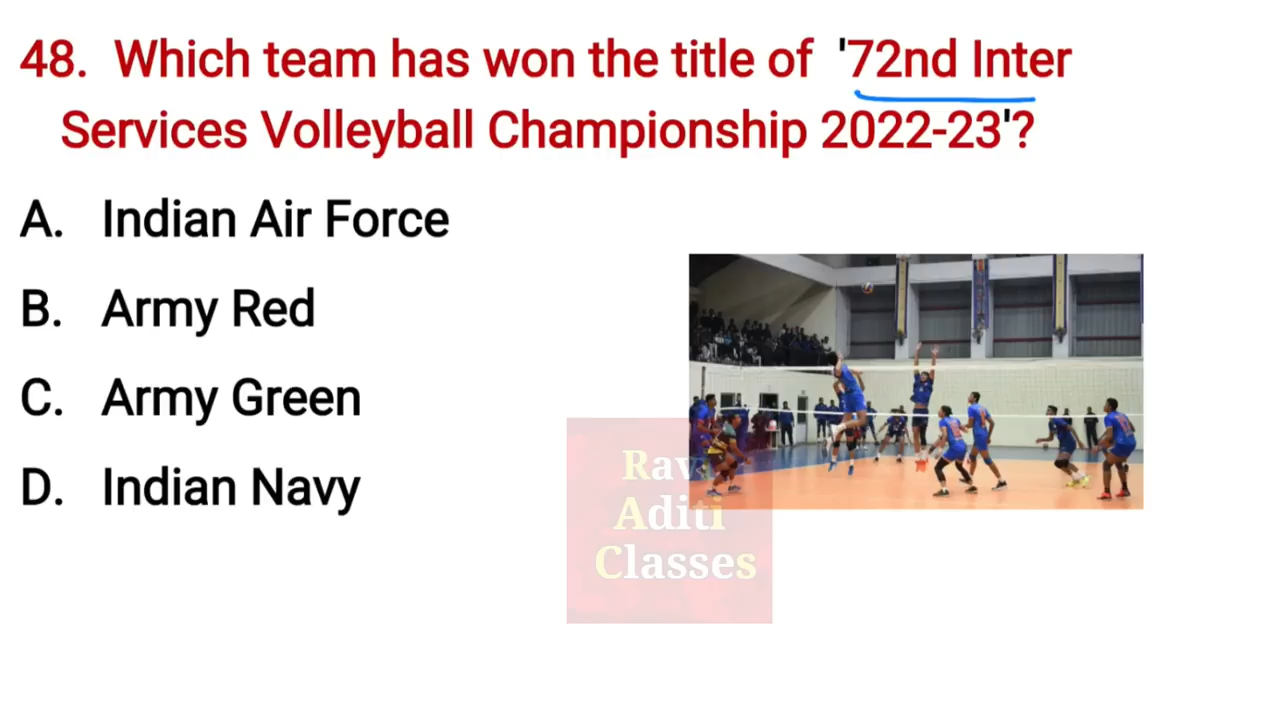 48. Which team has won the title of '72nd Inter
Services Volleyball Championship 2022-23'?
A. Indian Air Force
B. Army Red
C. Army Green
D. Indian Navy
Rav
Aditi
Classes